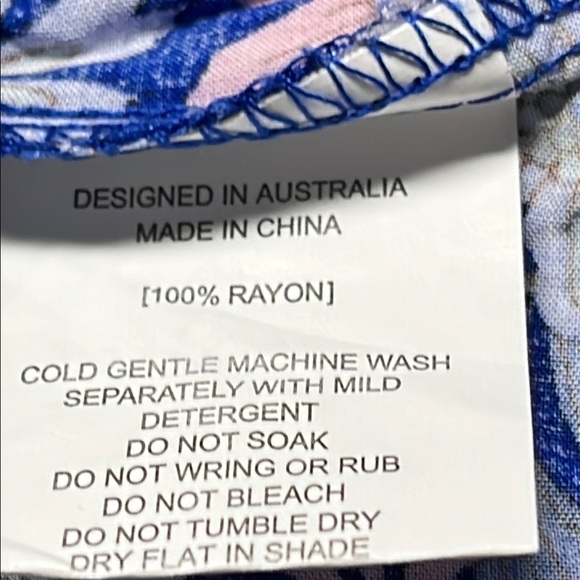 DESIGNED IN AUSTRALIA
MADE IN CHINA
[100% RAYON]
COLD GENTLE MACHINE WASH
SEPARATELY WITH MILD
DETERGENT
DO NOT SOAK
DO NOT WRING OR RUB
DO NOT BLEACH
DO NOT TUMBLE DRY
DRY FLAT IN SHADE